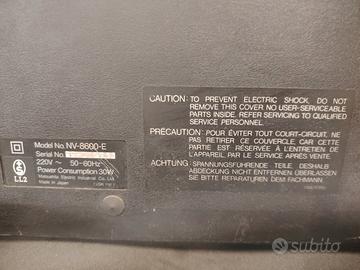 Model No. NV-8600-E
Serial No.
220V ~ 50-60Hz
Power Consumption 30W
Matsushita Electric Industrial Co., Ltd.
Made in Japan
LL2
CAUTION: TO PREVENT ELECTRIC SHOCK, DO NOT
REMOVE THIS COVER NO USER-SERVICEABLE
PARTS INSIDE. REFER SERVICING TO QUALIFIED
SERVICE PERSONNEL.
PRÉCAUTION: POUR ÉVITER TOUT COURT-CIRCUIT, NE
PAS RETIRER CE COUVERCLE, CAR CETTE
PARTIE EST RÉSERVÉE À L'ENTRETIEN DE
L'APPAREIL PAR LE SERVICE APRÈS VENTE.
ACHTUNG: SPANNUNGSFÜHRENDE TEILE, DESHALB
ABDECKUNG NICHT ENTFERNEN. ÜBERLASSEN
SIE BITTE REPARATUREN DEM FACHMANN
subito